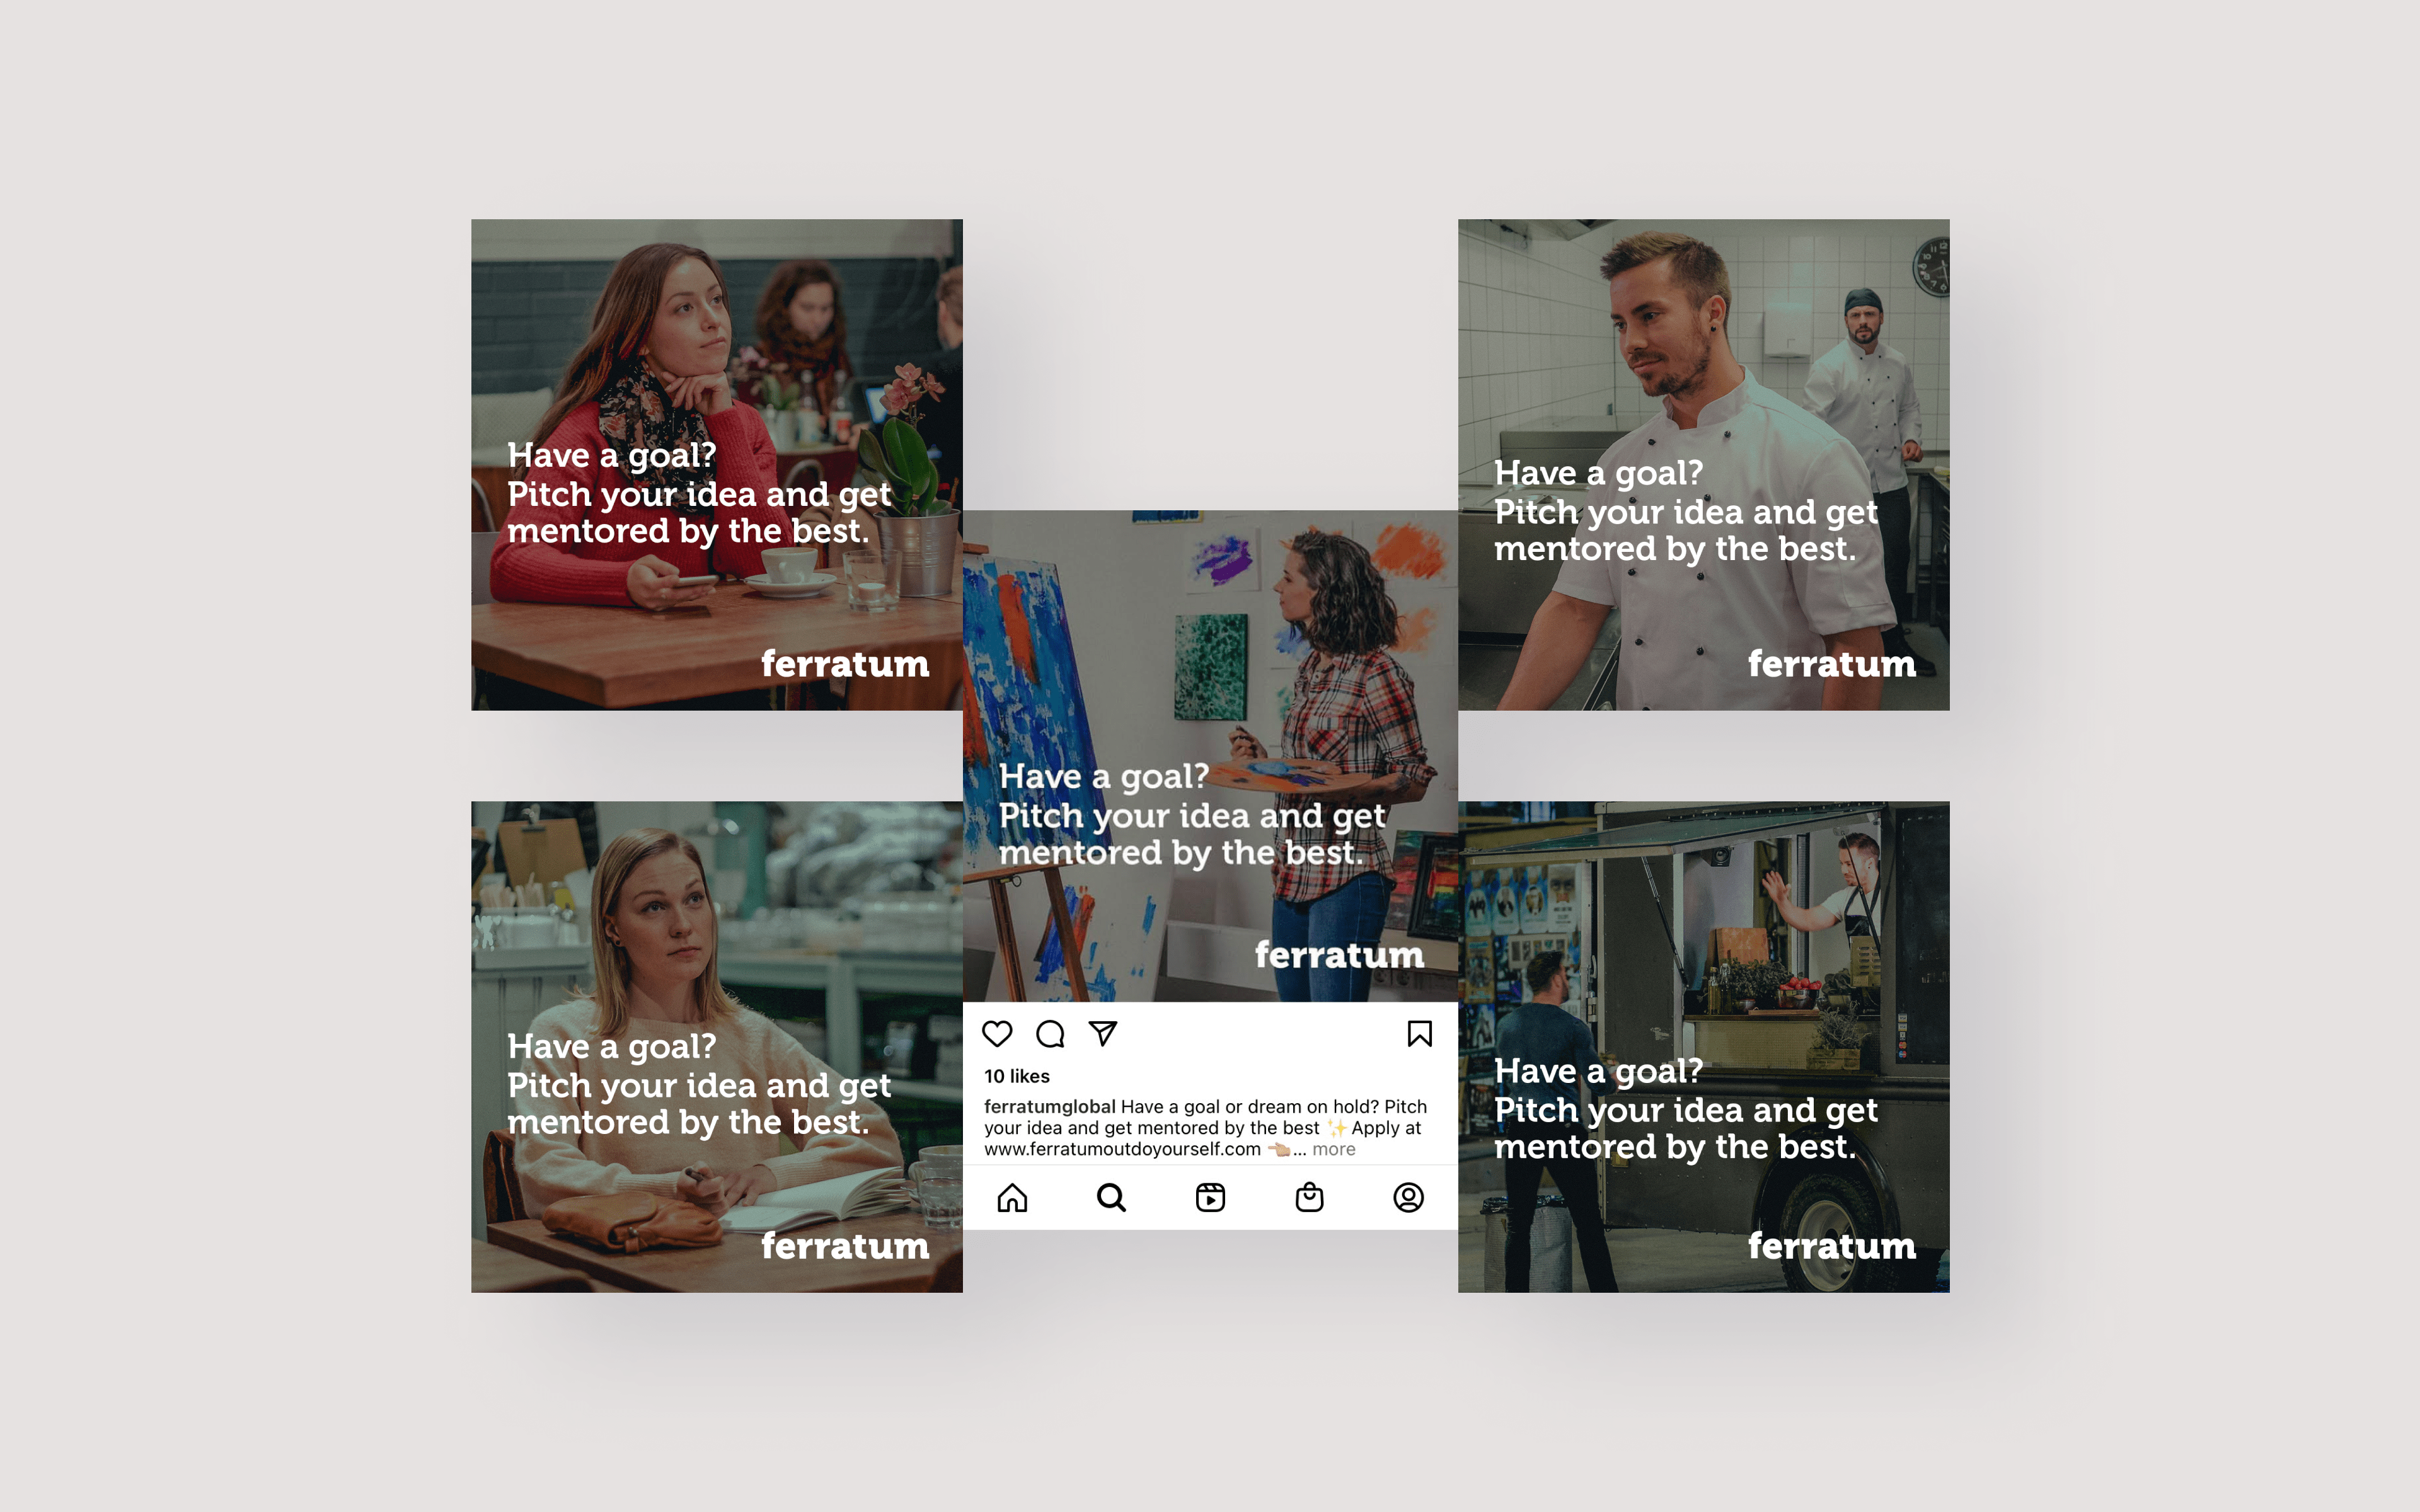 Have a goal?
Pitch your idea and get
mentored by the best.
ferratum
Have a goal?
Pitch your idea and get
mentored by the best.
ferratum
Have a goal?
Pitch your idea and get
mentored by the best.
ferratum
10 likes
ferratumglobal Have a goal or dream on hold? Pitch
your idea and get mentored by the best ✨ Apply at
www.ferratumoutdoyourself.com 👈🏼... more
Have a goal?
Pitch your idea and get
mentored by the best.
ferratum
Have a goal?
Pitch your idea and get
mentored by the best.
ferratum